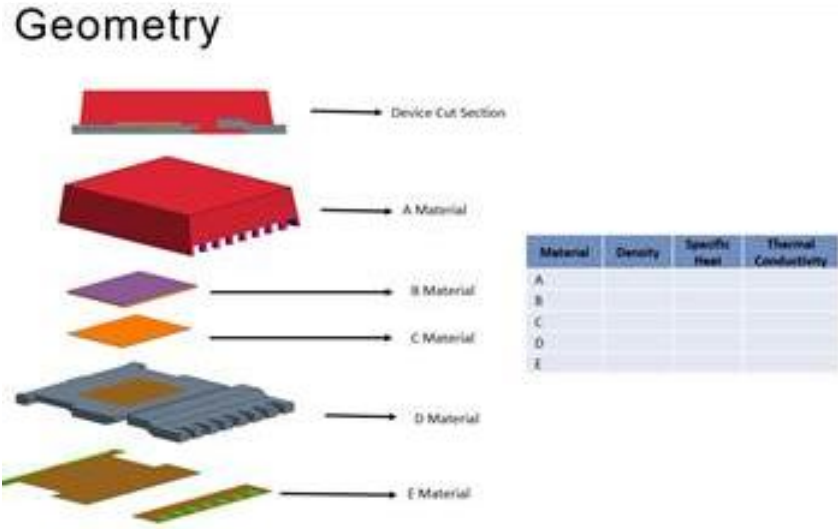 Geometry
Device Cut Section
A Material
B Material
C Material
D Material
E Material
Material Density Specific Heat Thermal Conductivity
A
B
C
D
E